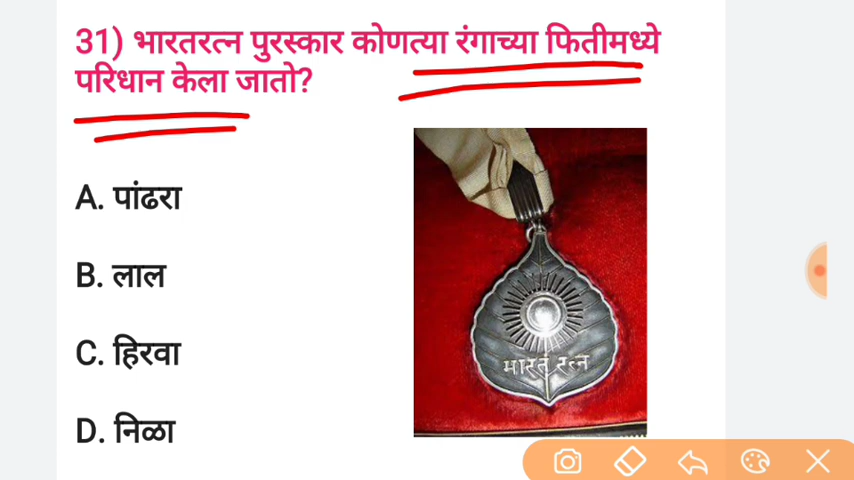 31) भारतरत्न पुरस्कार कोणत्या रंगाच्या फितीमध्ये
परिधान केला जातो?
A. पांढरा
B. लाल
C. हिरवा
D. निळा
भारत रत्न